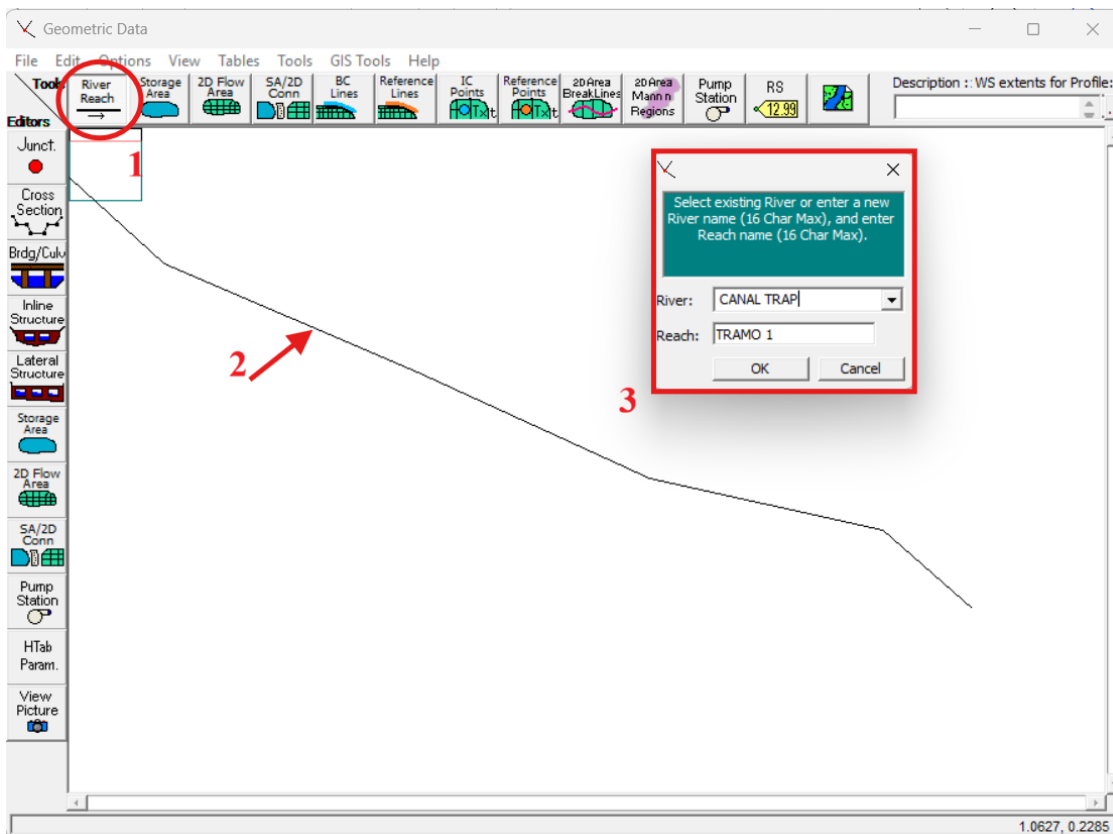 Geometric Data
File Edit Options View Tables Tools GIS Tools Help
Tools
Editors
River
Reach
Storage
Area
2D Flow
Area
SA/2D
Conn
BC
Lines
Reference
Lines
IC
Points
Reference
Points
2D Area
BreakLines
2D Area
Mann n
Regions
Pump
Station
RS
12.99
Description : WS extents for Profile:
1
Junct.
Cross
Section
Brdg/Culv
Inline
Structure
Lateral
Structure
Storage
Area
2D Flow
Area
SA/2D
Conn
Pump
Station
HTab
Param.
View
Picture
2
Select existing River or enter a new
River name (16 Char Max), and enter
Reach name (16 Char Max).
River: CANAL TRAP
Reach: TRAMO 1
OK Cancel
3
1.0627, 0.2285